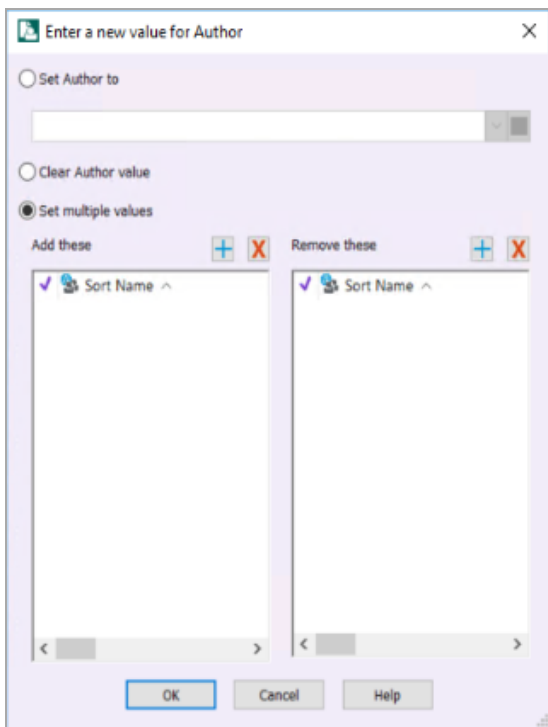 Enter a new value for Author
Set Author to
Clear Author value
Set multiple values
Add these
Remove these
Sort Name
Sort Name
OK
Cancel
Help